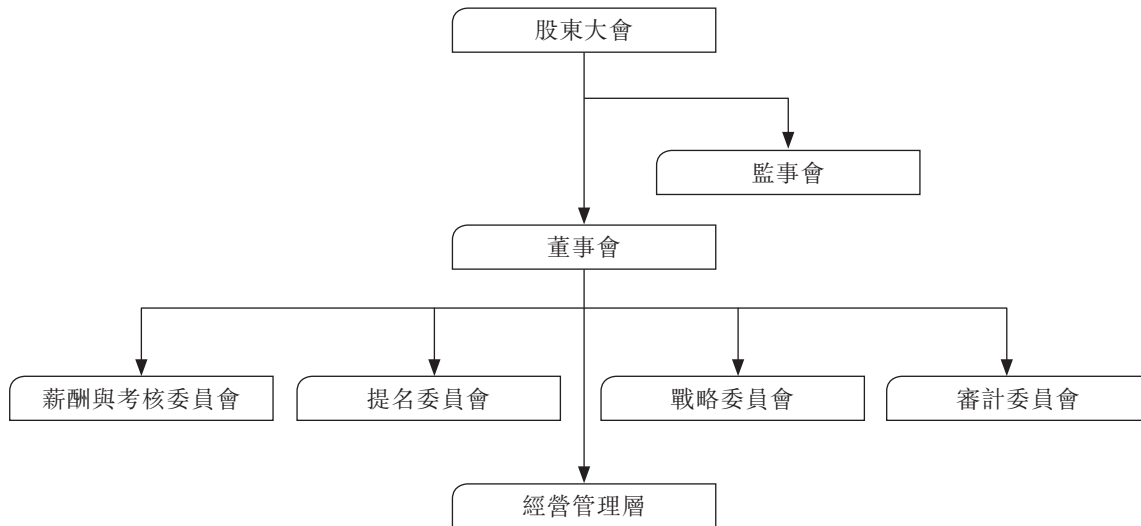 股東大會
監事會
董事會
薪酬與考核委員會
提名委員會
戰略委員會
審計委員會
經營管理層